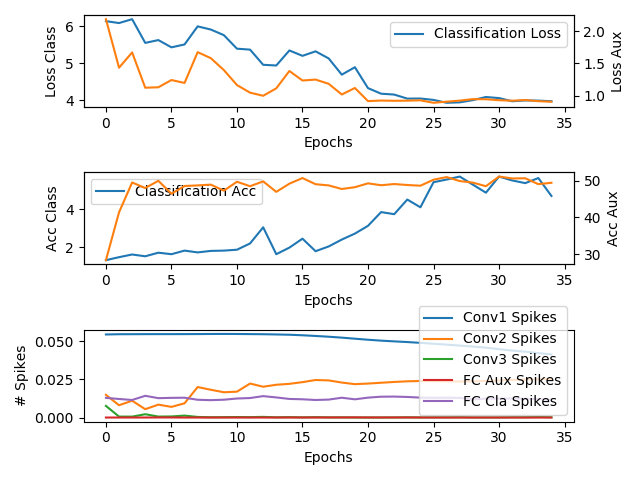 6
5
4
Loss Class
Classification Loss
2.0
1.5
1.0
Loss Aux
0 5 10 15 20 25 30 35
Epochs
4
2
Acc Class
Classification Acc
50
40
30
Acc Aux
0 5 10 15 20 25 30 35
Epochs
0.050
0.025
0.000
# Spikes
Conv1 Spikes
Conv2 Spikes
Conv3 Spikes
FC Aux Spikes
FC Cla Spikes
0 5 10 15 20 25 30 35
Epochs